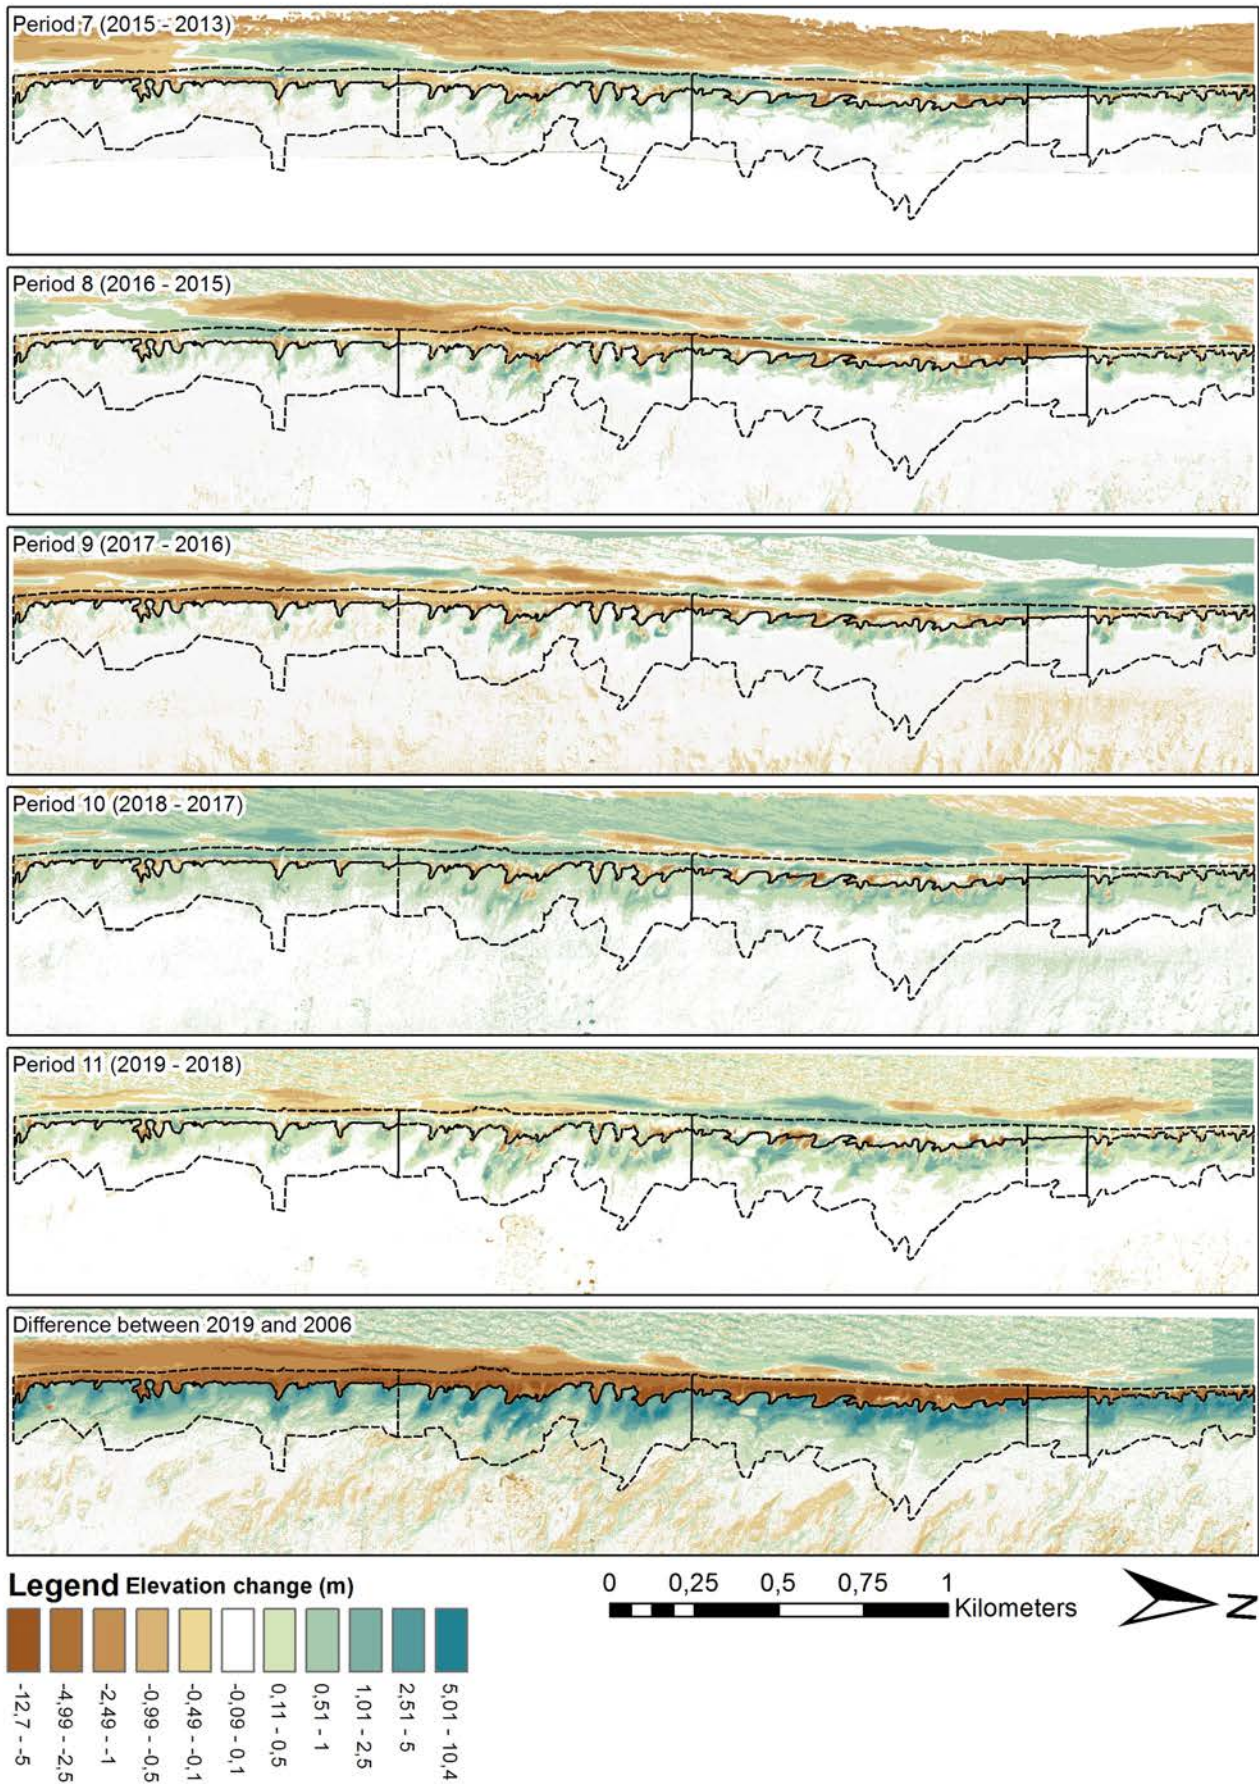 Period 7 (2015 - 2013)
Period 8 (2016 - 2015)
Period 9 (2017 - 2016)
Period 10 (2018 - 2017)
Period 11 (2019 - 2018)
Difference between 2019 and 2006
Legend Elevation change (m)
-12,7 - -5
-4,99 - -2,5
-2,49 - -1
-0,99 - -0,5
-0,49 - -0,1
-0,09 - 0,1
0,11 - 0,5
0,51 - 1
1,01 - 2,5
2,51 - 5
5,01 - 10,4
0 0,25 0,5 0,75 1
Kilometers
N